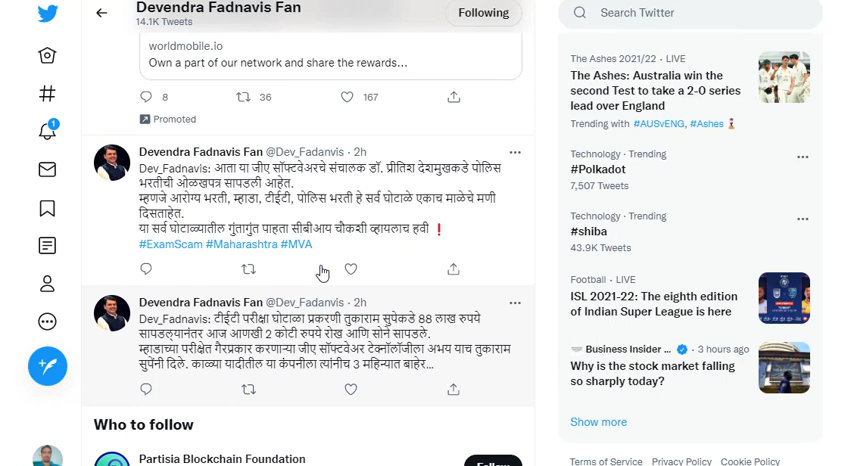 Devendra Fadnavis Fan
14.1K Tweets
Following
worldmobile.io
Own a part of our network and share the rewards...
8
36
167
Promoted
Devendra Fadnavis Fan @Dev_Fadanvis · 2h
Dev_Fadnavis: आता या जीए सॉफ्टवेअरचे संचालक डॉ. प्रीतिश देशमुखकडे पोलिस
भरतीची ओळखपत्र सापडली आहेत.
म्हणजे आरोग्य भरती, म्हाडा, टीईटी, पोलिस भरती हे सर्व घोटाळे एकाच माळेचे मणी
दिसताहेत.
या सर्व घोटाळ्यातील गुंतागुंत पाहता सीबीआय चौकशी व्हायलाच हवी ❗
#ExamScam #Maharashtra #MVA
Devendra Fadnavis Fan @Dev_Fadanvis · 2h
Dev_Fadnavis: टीईटी परीक्षा घोटाळा प्रकरणी तुकाराम सुपेकडे 88 लाख रुपये
सापडल्यानंतर आज आणखी 2 कोटी रुपये रोख आणि सोने सापडले.
म्हाडाच्या परीक्षेत गैरप्रकार करणाऱ्या जीए सॉफ्टवेअर टेक्नॉलॉजीला अभय याच तुकाराम
सुपेंनी दिले. काळ्या यादीतील या कंपनीला त्यांनीच 3 महिन्यात बाहेर...
Who to follow
Partisia Blockchain Foundation
Follow
1
Search Twitter
The Ashes 2021/22 · LIVE
The Ashes: Australia win the
second Test to take a 2-0 series
lead over England
Trending with #AUSvENG, #Ashes
Technology · Trending
#Polkadot
7,507 Tweets
Technology · Trending
#shiba
43.9K Tweets
Football · LIVE
ISL 2021-22: The eighth edition
of Indian Super League is here
Business Insider ... · 3 hours ago
Why is the stock market falling
so sharply today?
Show more
Terms of Service Privacy Policy Cookie Policy